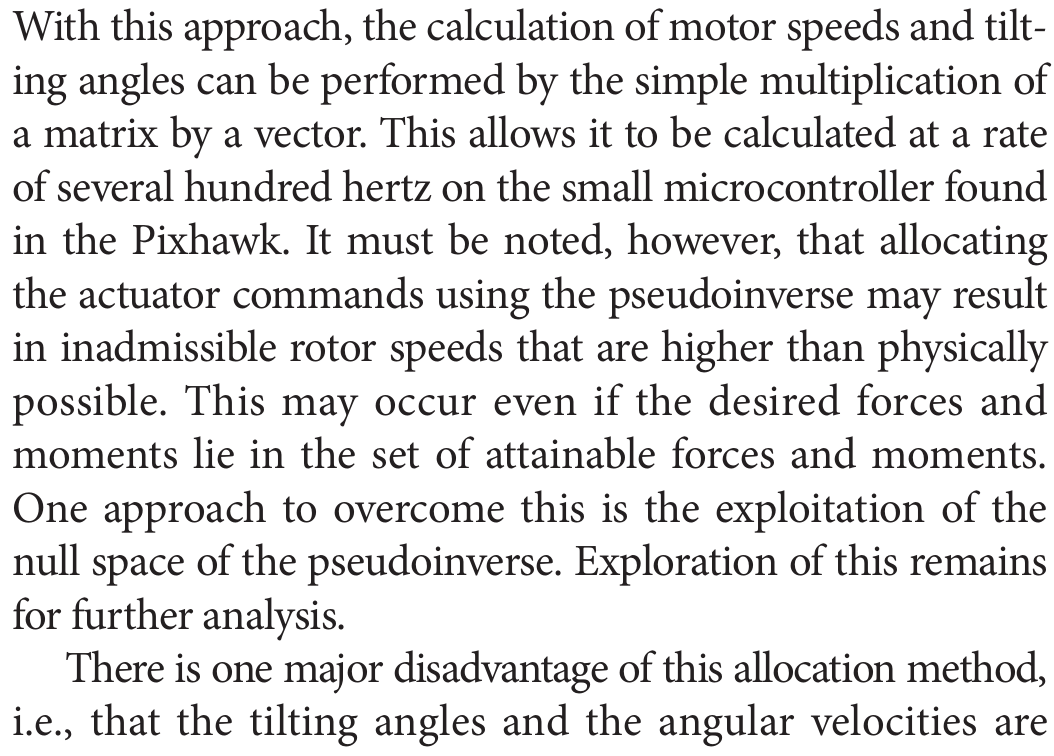 With this approach, the calculation of motor speeds and tilt-
ing angles can be performed by the simple multiplication of
a matrix by a vector. This allows it to be calculated at a rate
of several hundred hertz on the small microcontroller found
in the Pixhawk. It must be noted, however, that allocating
the actuator commands using the pseudoinverse may result
in inadmissible rotor speeds that are higher than physically
possible. This may occur even if the desired forces and
moments lie in the set of attainable forces and moments.
One approach to overcome this is the exploitation of the
null space of the pseudoinverse. Exploration of this remains
for further analysis.
There is one major disadvantage of this allocation method,
i.e., that the tilting angles and the angular velocities are